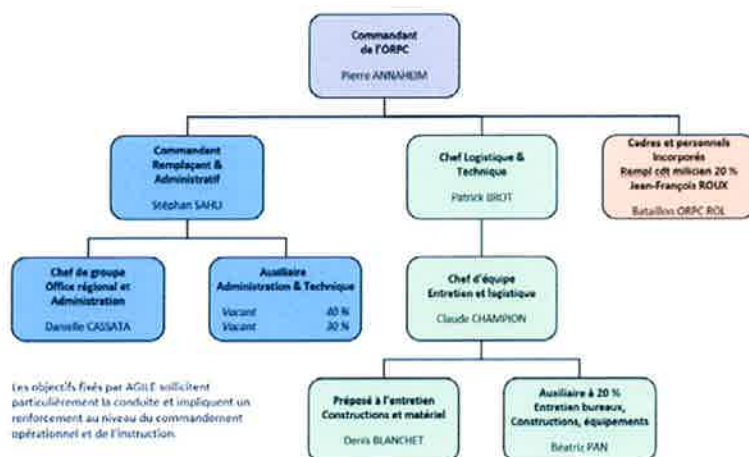 Commandant
de l'ORPC
Pierre ANNAHEIM
Commandant
Remplaçant &
Administratif
Stéphan SAHLI
Chef Logistique &
Technique
Patrick BROT
Cadres et personnels
Incorporés
Rempl cdt milicien 20 %
Jean-François ROUX
Bataillon ORPC ROL
Chef de groupe
Office régional et
Administration
Danielle CASSATA
Auxiliaire
Administration & Technique
Vacant 40 %
Vacant 30 %
Chef d'équipe
Entretien et logistique
Claude CHAMPION
Les objectifs fixés par AGILE sollicitent
particulièrement la conduite et impliquent un
renforcement au niveau du commandement
opérationnel et de l'instruction.
Préposé à l'entretien
Constructions et matériel
Denis BLANCHET
Auxiliaire à 20 %
Entretien bureaux,
Constructions, équipements
Béatriz PAN